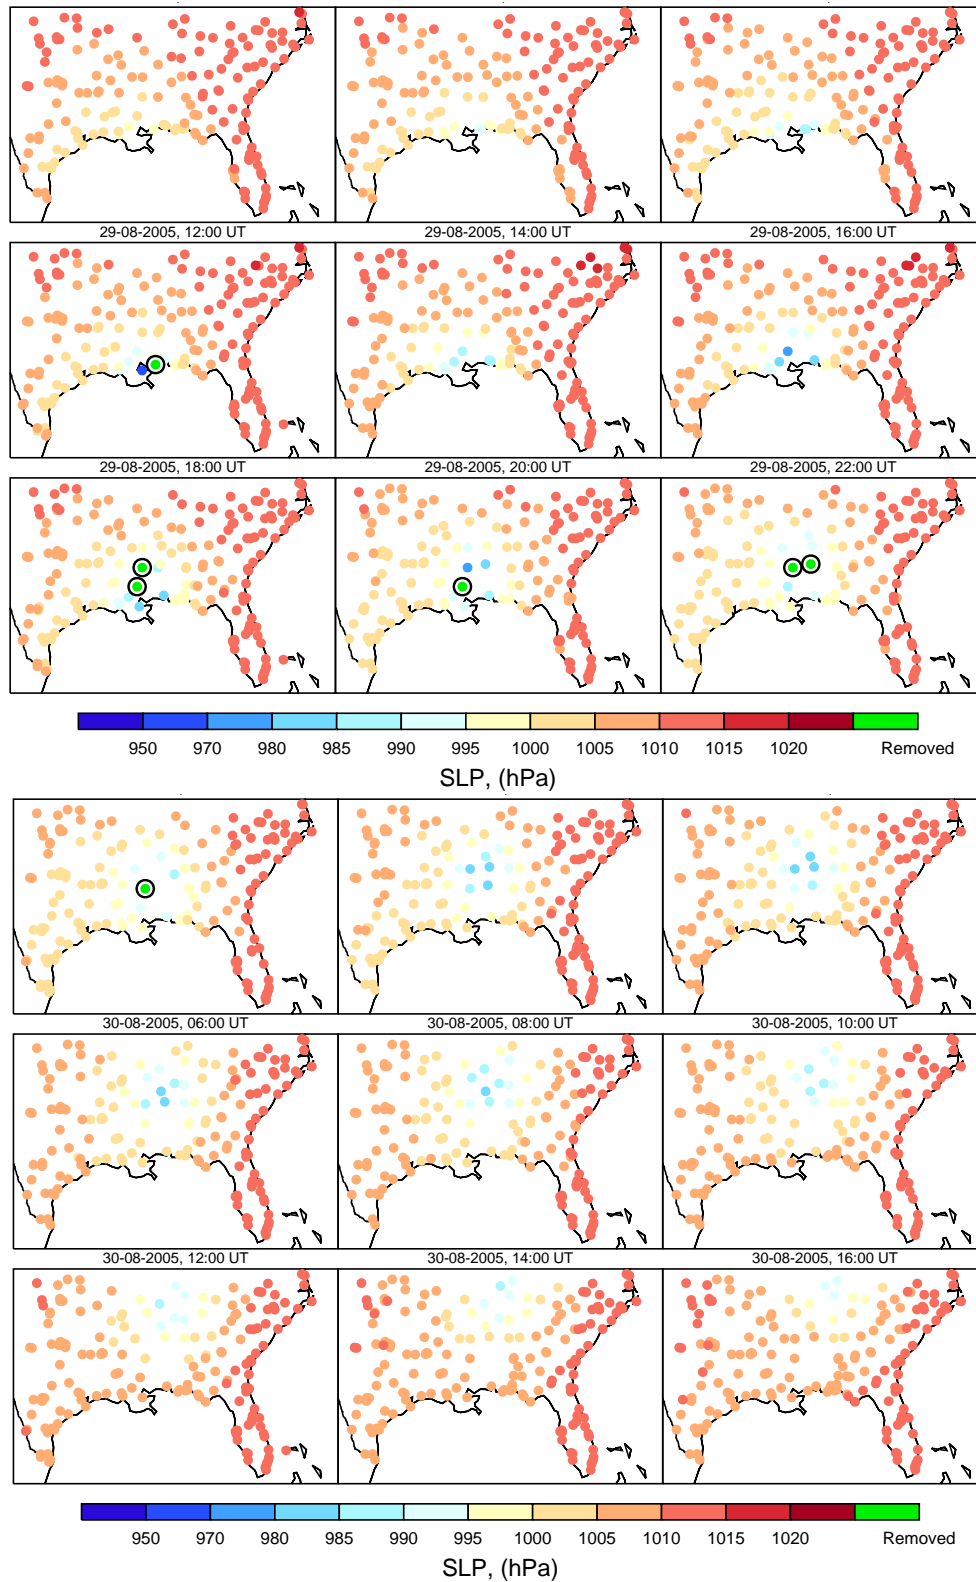 29-08-2005, 12:00 UT 29-08-2005, 14:00 UT 29-08-2005, 16:00 UT
29-08-2005, 18:00 UT 29-08-2005, 20:00 UT 29-08-2005, 22:00 UT
950 970 980 985 990 995 1000 1005 1010 1015 1020 Removed
SLP, (hPa)
30-08-2005, 06:00 UT 30-08-2005, 08:00 UT 30-08-2005, 10:00 UT
30-08-2005, 12:00 UT 30-08-2005, 14:00 UT 30-08-2005, 16:00 UT
950 970 980 985 990 995 1000 1005 1010 1015 1020 Removed
SLP, (hPa)